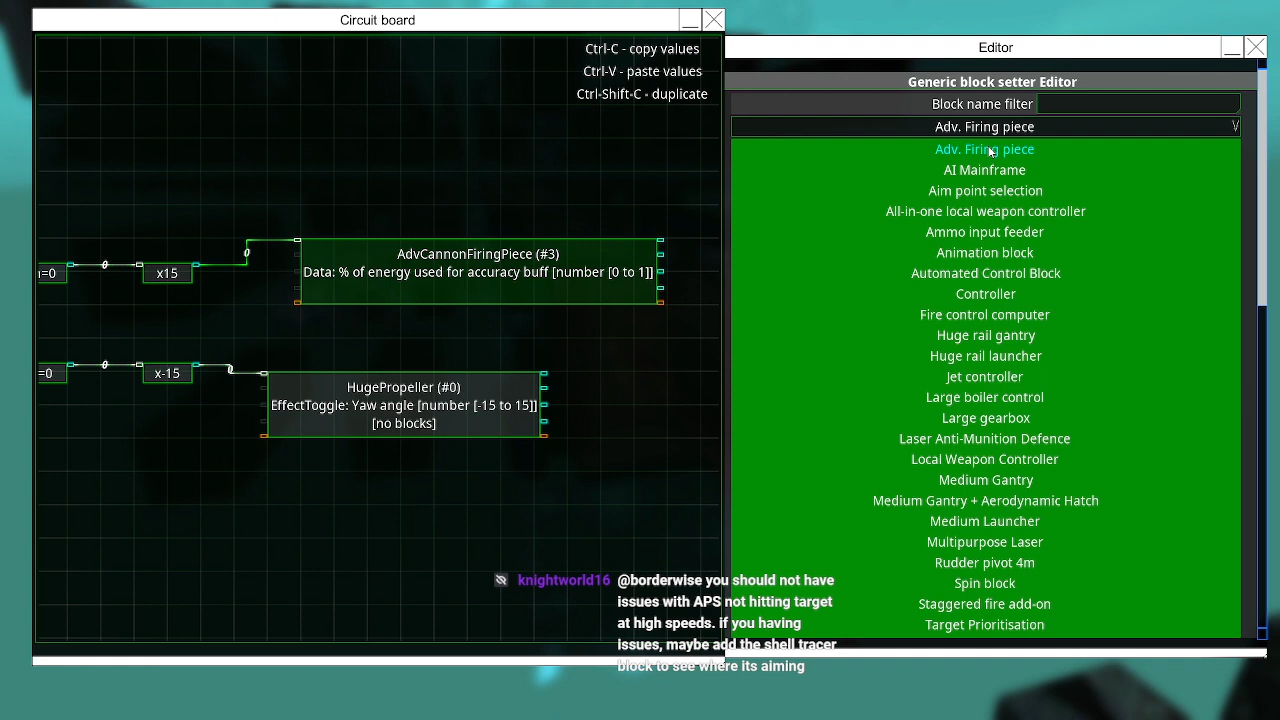 Circuit board
Ctrl-C - copy values
Ctrl-V - paste values
Ctrl-Shift-C - duplicate
=0
0
x15
0
AdvCannonFiringPiece (#3)
Data: % of energy used for accuracy buff [number [0 to 1]]
=0
0
x-15
0
HugePropeller (#0)
EffectToggle: Yaw angle [number [-15 to 15]]
[no blocks]
Editor
Generic block setter Editor
Block name filter
Adv. Firing piece
V
Adv. Firing piece
AI Mainframe
Aim point selection
All-in-one local weapon controller
Ammo input feeder
Animation block
Automated Control Block
Controller
Fire control computer
Huge rail gantry
Huge rail launcher
Jet controller
Large boiler control
Large gearbox
Laser Anti-Munition Defence
Local Weapon Controller
Medium Gantry
Medium Gantry + Aerodynamic Hatch
Medium Launcher
Multipurpose Laser
Rudder pivot 4m
Spin block
Staggered fire add-on
Target Prioritisation
knightworld16 @borderwise you should not have
issues with APS not hitting target
at high speeds. if you having
issues, maybe add the shell tracer
block to see where its aiming